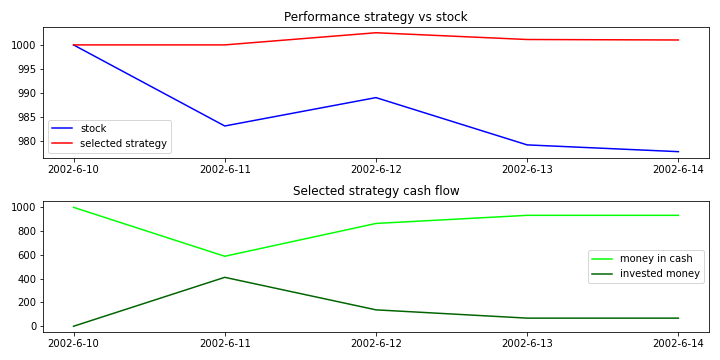 Performance strategy vs stock
1000
995
990
985
980
stock
selected strategy
2002-6-10 2002-6-11 2002-6-12 2002-6-13 2002-6-14
Selected strategy cash flow
1000
800
600
400
200
0
money in cash
invested money
2002-6-10 2002-6-11 2002-6-12 2002-6-13 2002-6-14